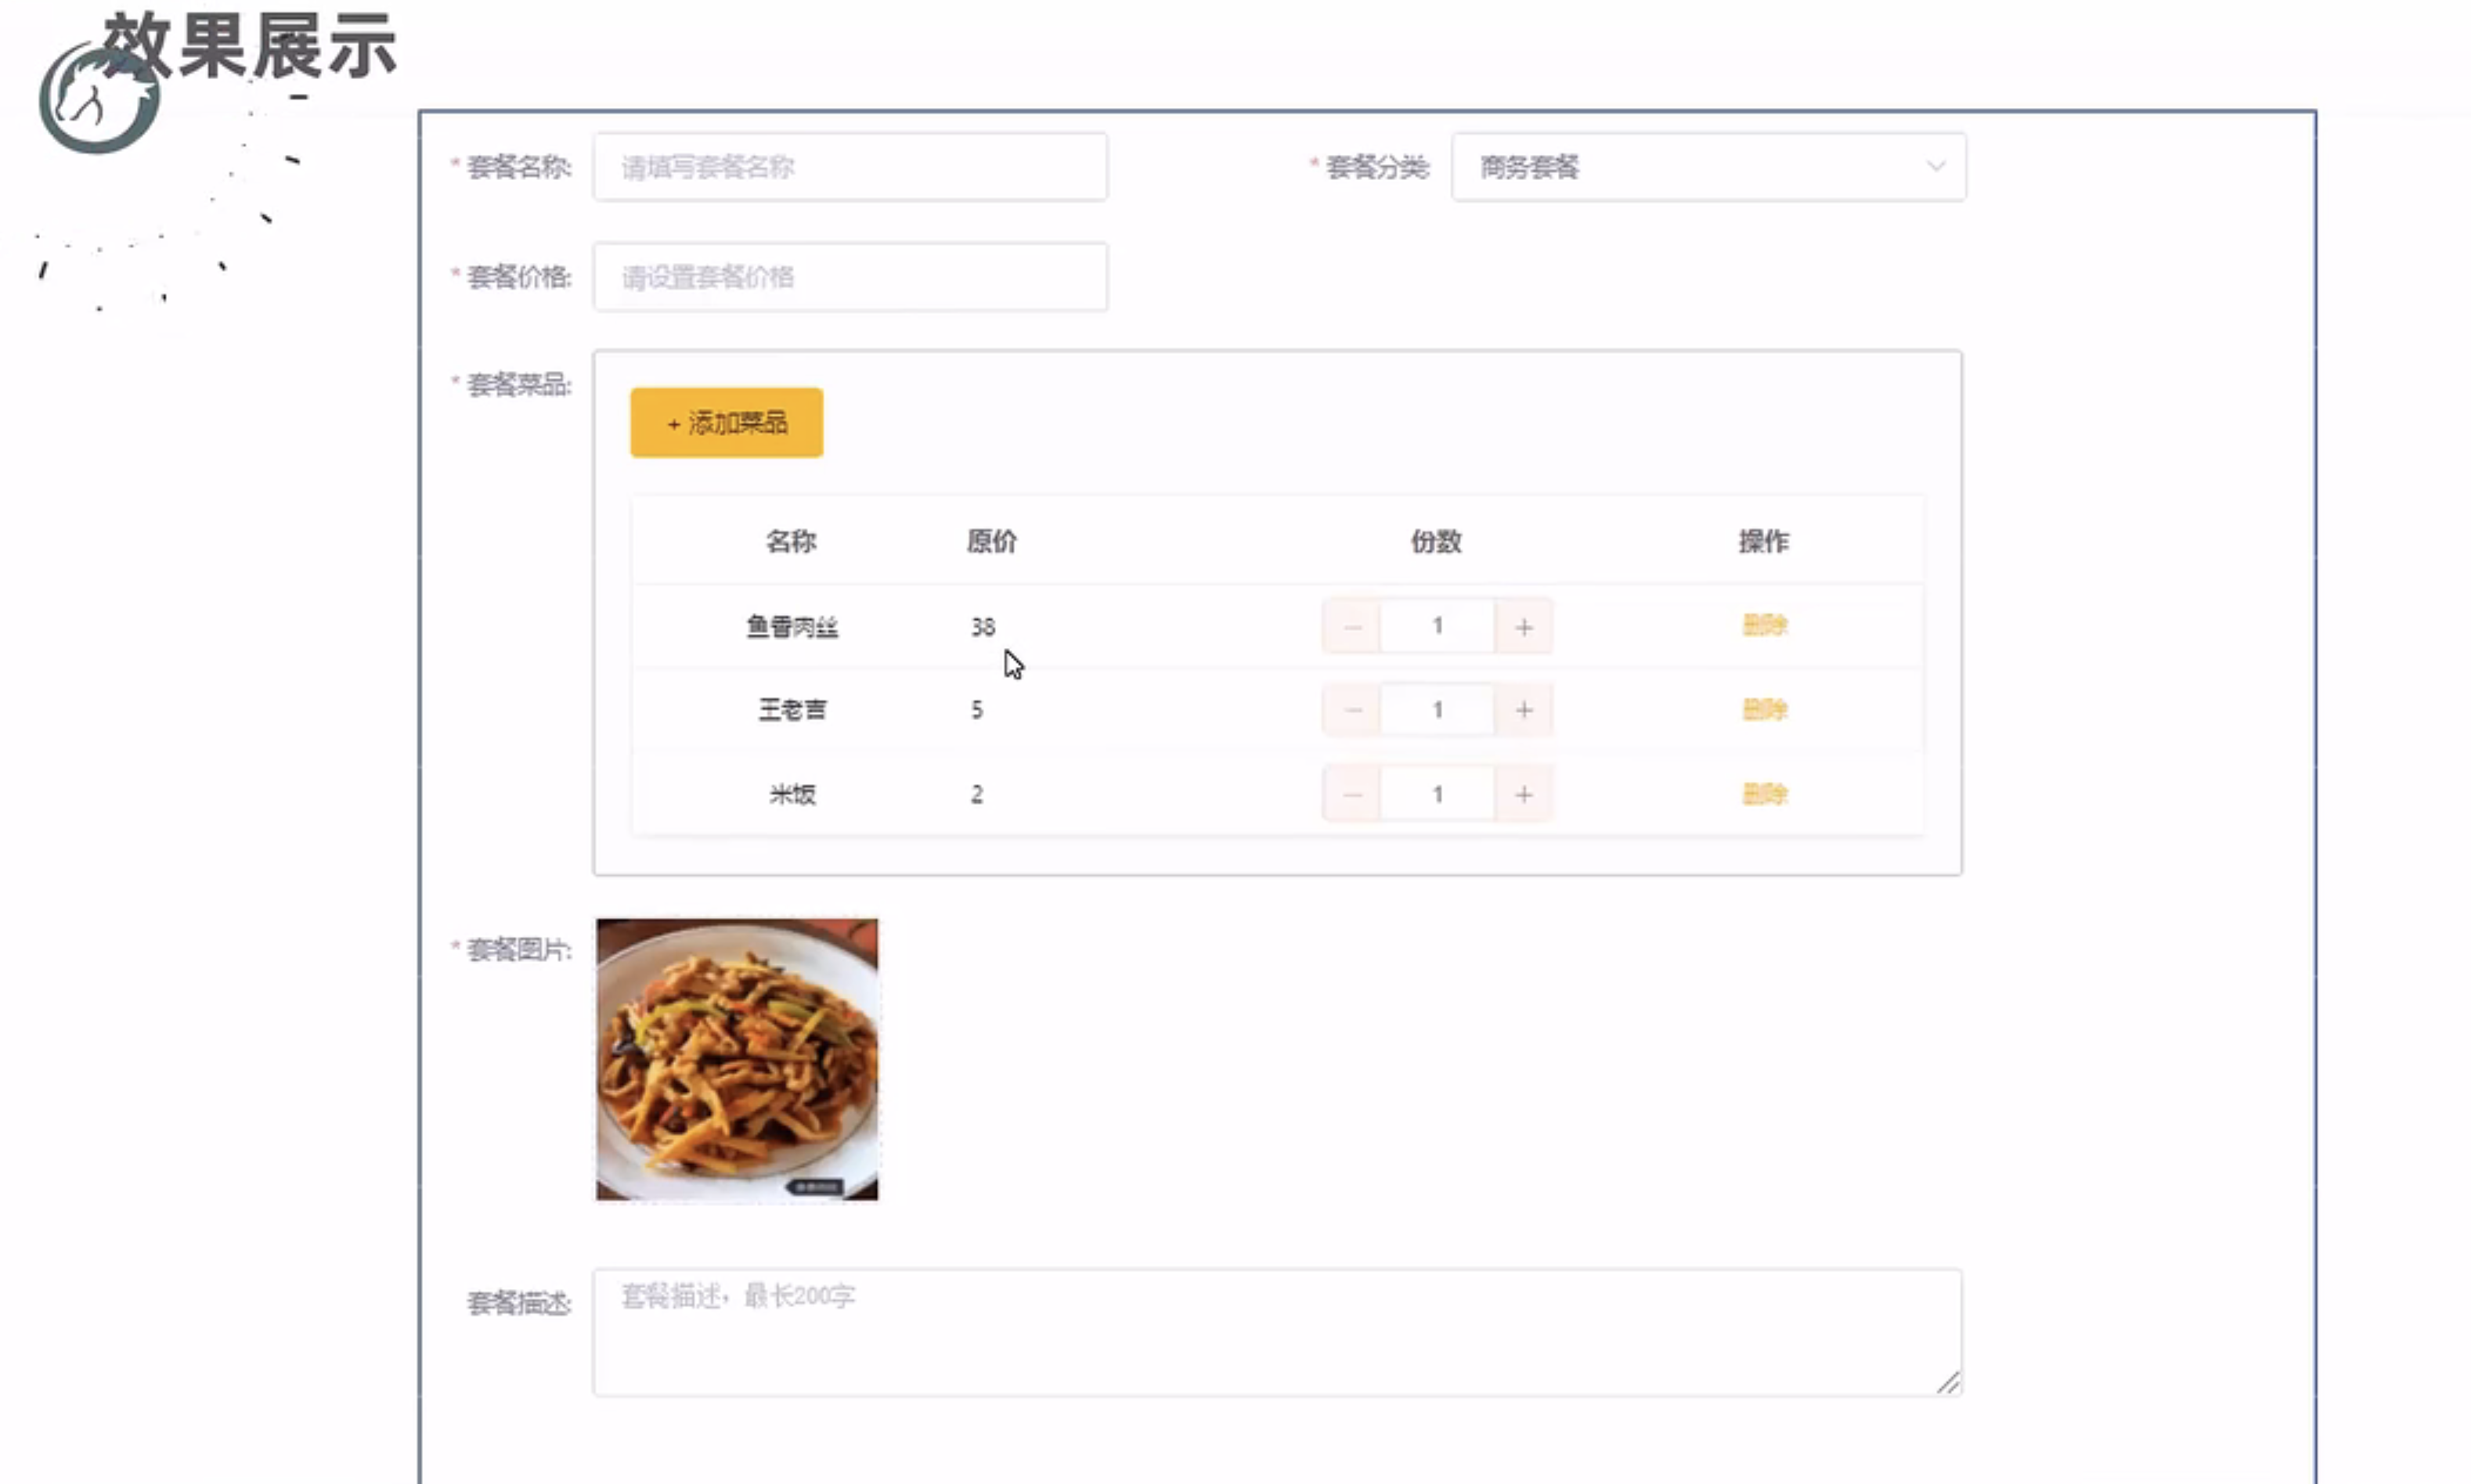 效果展示
* 套餐名称: 请填写套餐名称 * 套餐分类: 商务套餐
* 套餐价格: 请设置套餐价格
* 套餐菜品:
+ 添加菜品
名称 原价 份数 操作
鱼香肉丝 38 － 1 + 删除
王老吉 5 － 1 + 删除
米饭 2 － 1 + 删除
* 套餐图片:
套餐描述: 套餐描述，最长200字